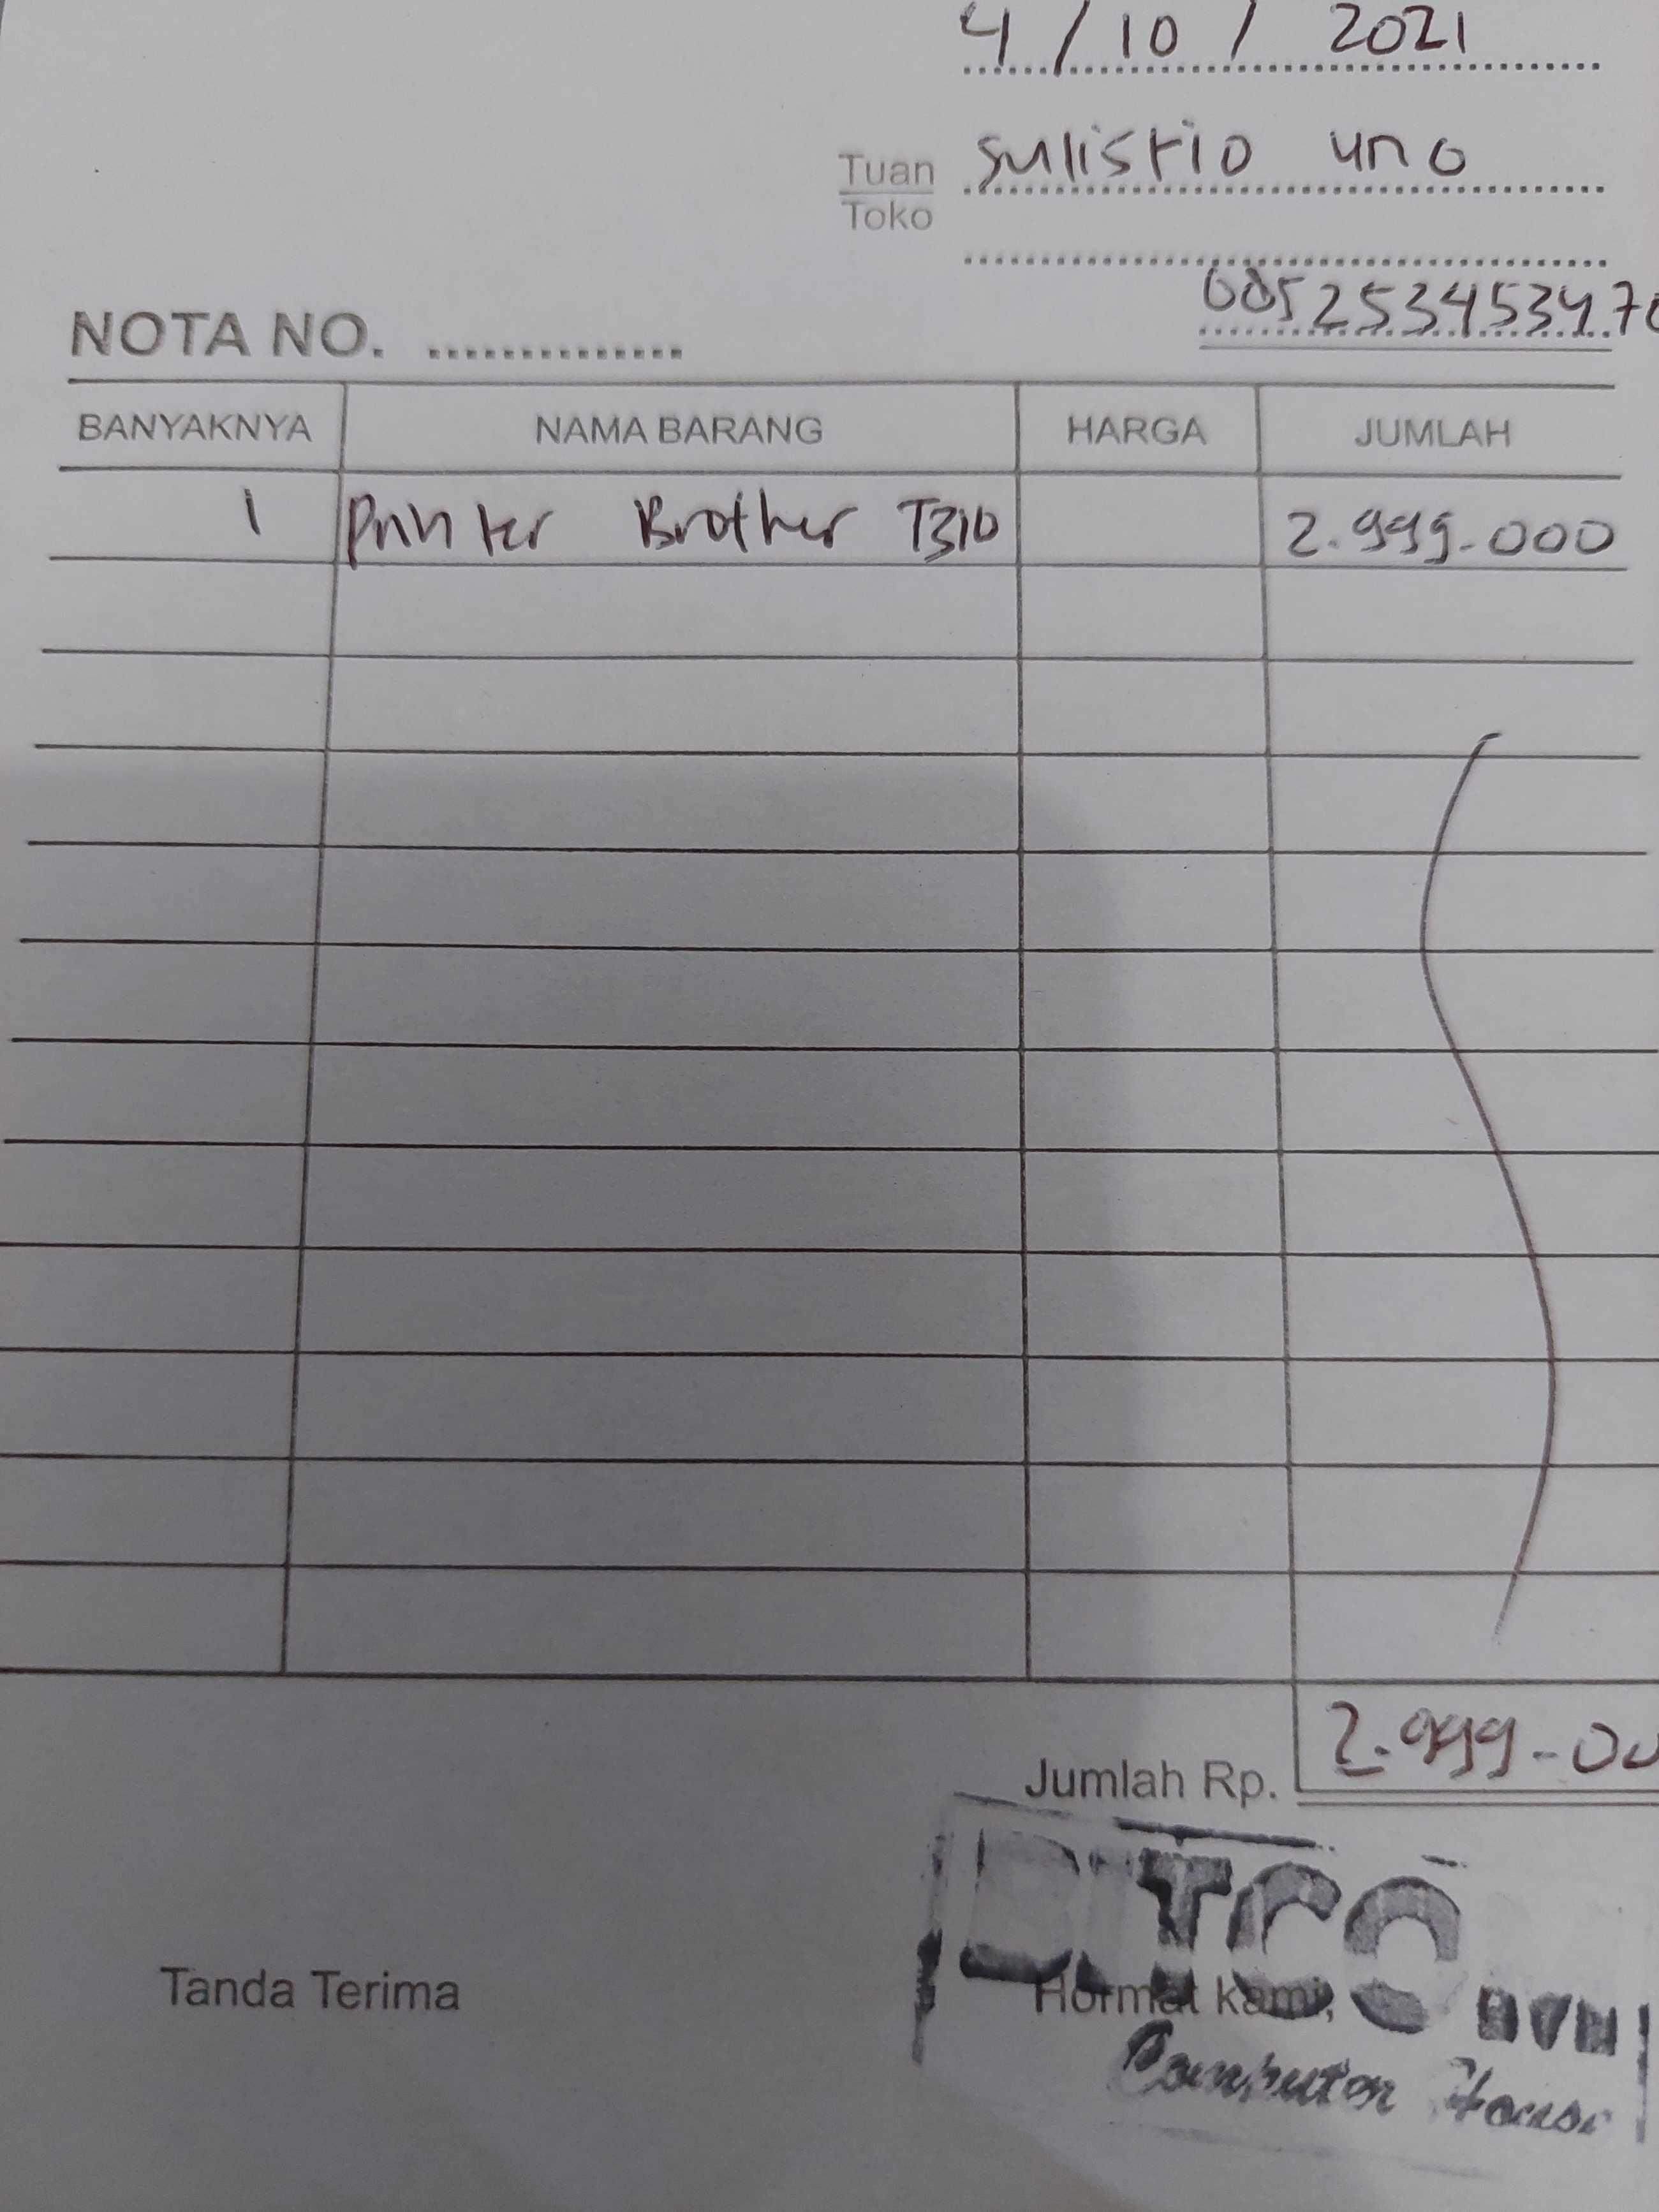 4 / 10 / 2021
Tuan sulistio uno
Toko
NOTA NO. ..............
BANYAKNYA NAMA BARANG HARGA JUMLAH
1 Printer Brother T310 2.999.000
Jumlah Rp. 2.999-00
Tanda Terima Hormat kami,
Computer House